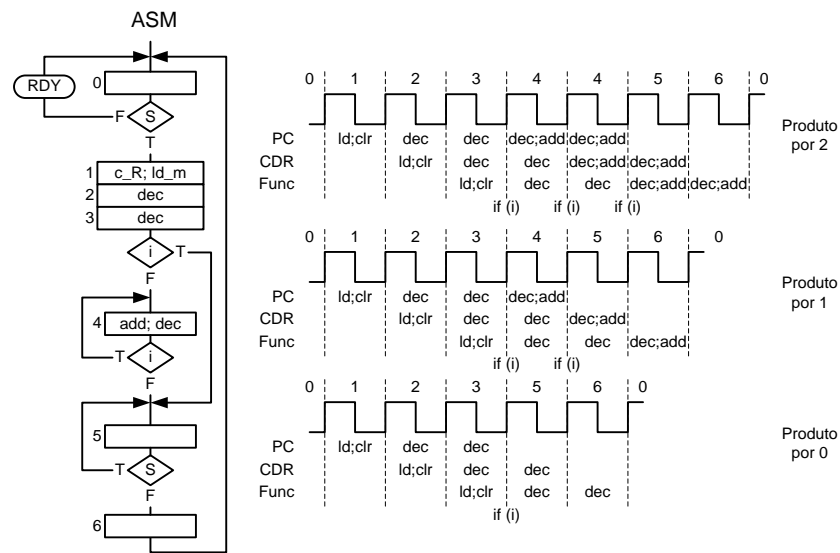 ASM
RDY
0
F
S
T
1
c_R; ld_m
2
dec
3
dec
i
T
F
4
add; dec
T
i
F
5
T
S
F
6
0 1 2 3 4 4 5 6 0
PC ld;clr dec dec dec;add dec;add
CDR ld;clr dec dec dec;add dec;add
Func ld;clr dec dec dec;add dec;add
if (i) if (i) if (i)
Produto
por 2
0 1 2 3 4 5 6 0
PC ld;clr dec dec dec;add
CDR ld;clr dec dec dec;add
Func ld;clr dec dec dec;add
if (i) if (i)
Produto
por 1
0 1 2 3 5 6 0
PC ld;clr dec dec
CDR ld;clr dec dec
Func ld;clr dec dec
if (i)
Produto
por 0